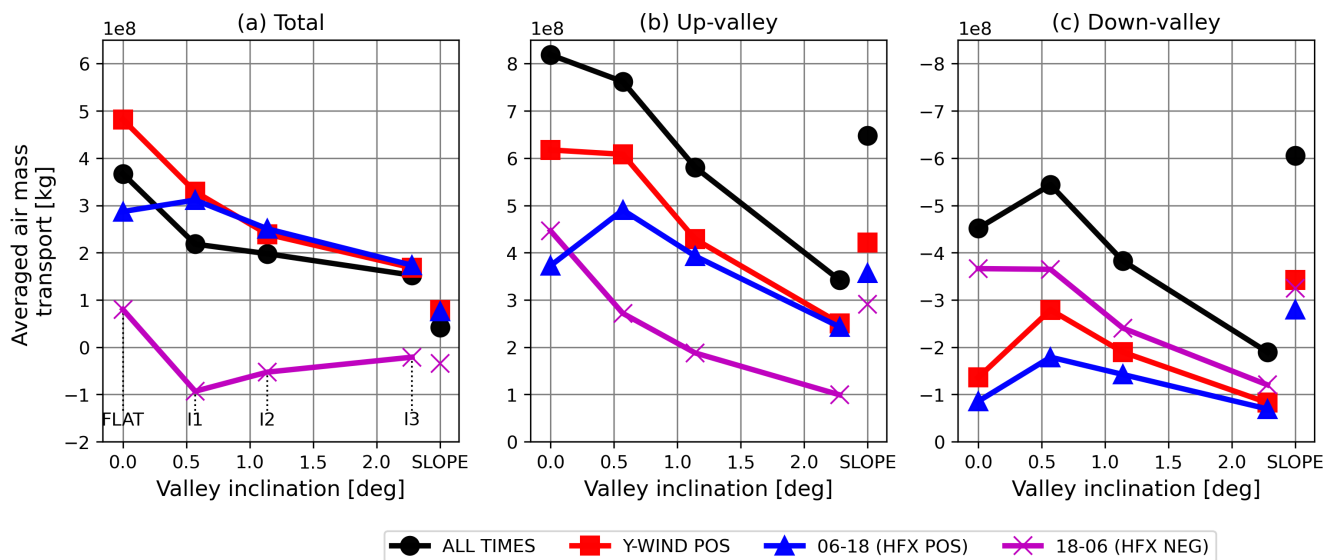 (a) Total
(b) Up-valley
(c) Down-valley
1e8
1e8
1e8
Averaged air mass
transport [kg]
6
5
4
3
2
1
0
−1
−2
FLAT
I1
I2
I3
0.0
0.5
1.0
1.5
2.0
SLOPE
Valley inclination [deg]
8
7
6
5
4
3
2
1
0
0.0
0.5
1.0
1.5
2.0
SLOPE
Valley inclination [deg]
−8
−7
−6
−5
−4
−3
−2
−1
0
0.0
0.5
1.0
1.5
2.0
SLOPE
Valley inclination [deg]
ALL TIMES
Y-WIND POS
06-18 (HFX POS)
18-06 (HFX NEG)